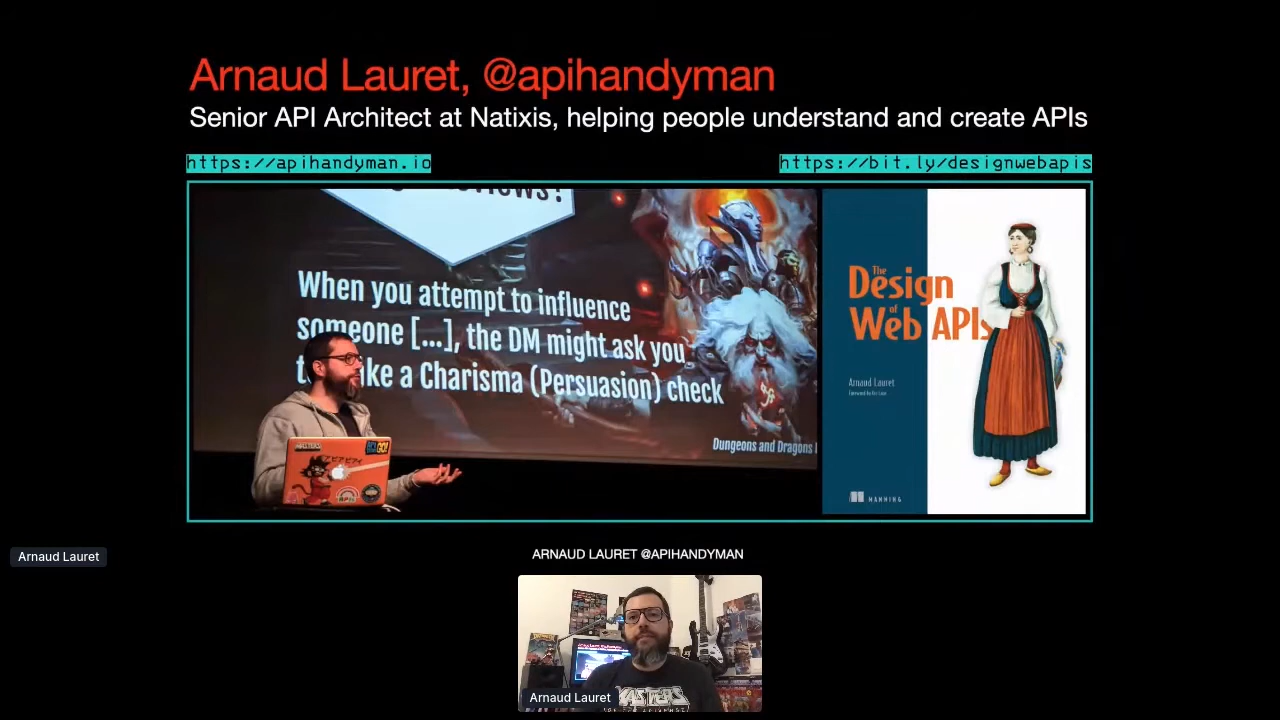 Arnaud Lauret, @apihandyman
Senior API Architect at Natixis, helping people understand and create APIs
https://apihandyman.io
https://bit.ly/designwebapis
When you attempt to influence
someone [...], the DM might ask you
make a Charisma (Persuasion) check
Dungeons and Dragons
The
Design
of
Web APIs
Arnaud Lauret
MANNING
Arnaud Lauret
ARNAUD LAURET @APIHANDYMAN
Arnaud Lauret